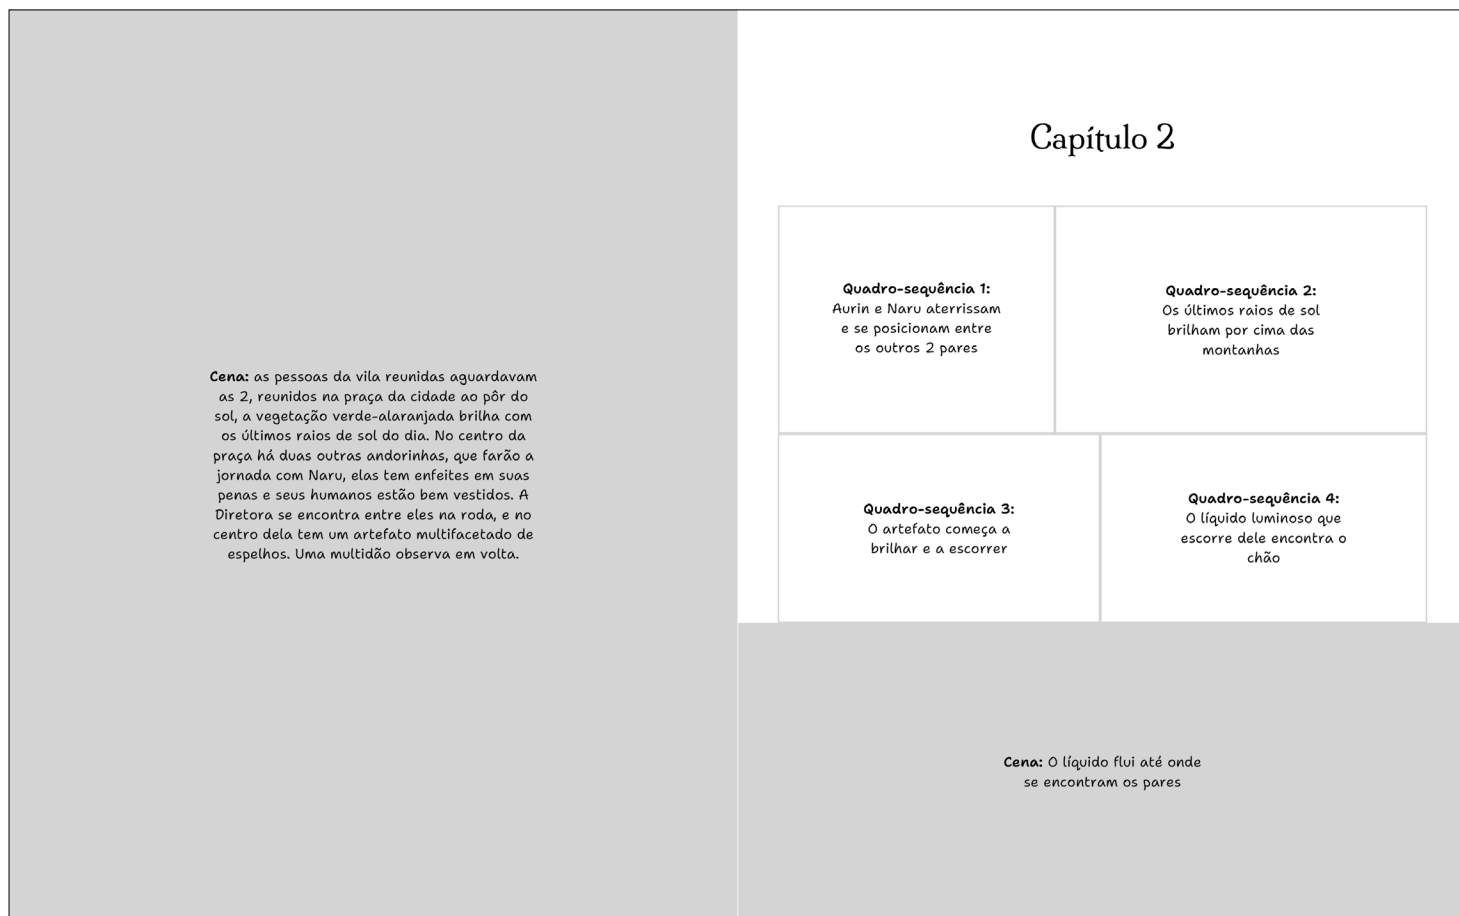 Cena: as pessoas da vila reunidas aguardavam
as 2, reunidos na praça da cidade ao pôr do
sol, a vegetação verde-alaranjada brilha com
os últimos raios de sol do dia. No centro da
praça há duas outras andorinhas, que farão a
jornada com Naru, elas tem enfeites em suas
penas e seus humanos estão bem vestidos. A
Diretora se encontra entre eles na roda, e no
centro dela tem um artefato multifacetado de
espelhos. Uma multidão observa em volta.
Capítulo 2
Quadro-sequência 1:
Aurin e Naru aterrissam
e se posicionam entre
os outros 2 pares
Quadro-sequência 2:
Os últimos raios de sol
brilham por cima das
montanhas
Quadro-sequência 3:
O artefato começa a
brilhar e a escorrer
Quadro-sequência 4:
O líquido luminoso que
escorre dele encontra o
chão
Cena: O líquido flui até onde
se encontram os pares